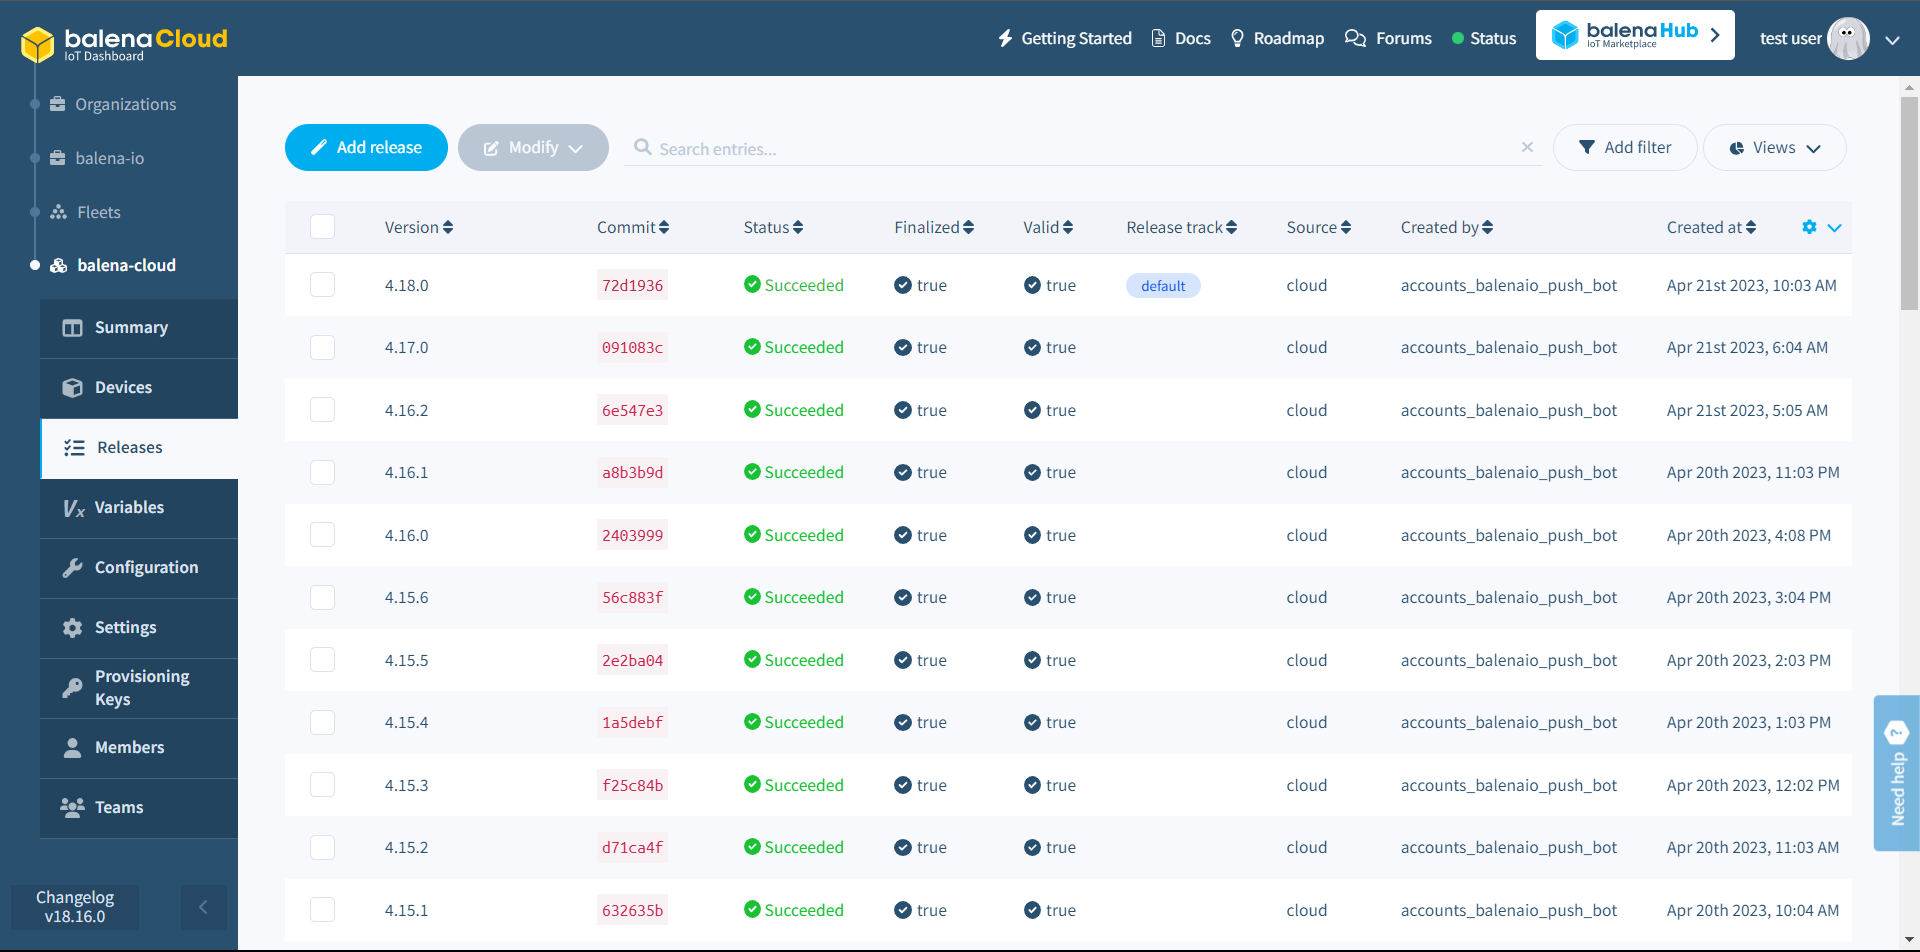 balenaCloud
IoT Dashboard
Getting Started
Docs
Roadmap
Forums
Status
balenaHub
IoT Marketplace
test user
Organizations
balena-io
Fleets
balena-cloud
Summary
Devices
Releases
Variables
Configuration
Settings
Provisioning
Keys
Members
Teams
Changelog
v18.16.0
Add release
Modify
Search entries...
Add filter
Views
Version Commit Status Finalized Valid Release track Source Created by Created at
4.18.0 72d1936 Succeeded true true default cloud accounts_balenaio_push_bot Apr 21st 2023, 10:03 AM
4.17.0 091083c Succeeded true true cloud accounts_balenaio_push_bot Apr 21st 2023, 6:04 AM
4.16.2 6e547e3 Succeeded true true cloud accounts_balenaio_push_bot Apr 21st 2023, 5:05 AM
4.16.1 a8b3b9d Succeeded true true cloud accounts_balenaio_push_bot Apr 20th 2023, 11:03 PM
4.16.0 2403999 Succeeded true true cloud accounts_balenaio_push_bot Apr 20th 2023, 4:08 PM
4.15.6 56c883f Succeeded true true cloud accounts_balenaio_push_bot Apr 20th 2023, 3:04 PM
4.15.5 2e2ba04 Succeeded true true cloud accounts_balenaio_push_bot Apr 20th 2023, 2:03 PM
4.15.4 1a5debf Succeeded true true cloud accounts_balenaio_push_bot Apr 20th 2023, 1:03 PM
4.15.3 f25c84b Succeeded true true cloud accounts_balenaio_push_bot Apr 20th 2023, 12:02 PM
4.15.2 d71ca4f Succeeded true true cloud accounts_balenaio_push_bot Apr 20th 2023, 11:03 AM
4.15.1 632635b Succeeded true true cloud accounts_balenaio_push_bot Apr 20th 2023, 10:04 AM
Need help